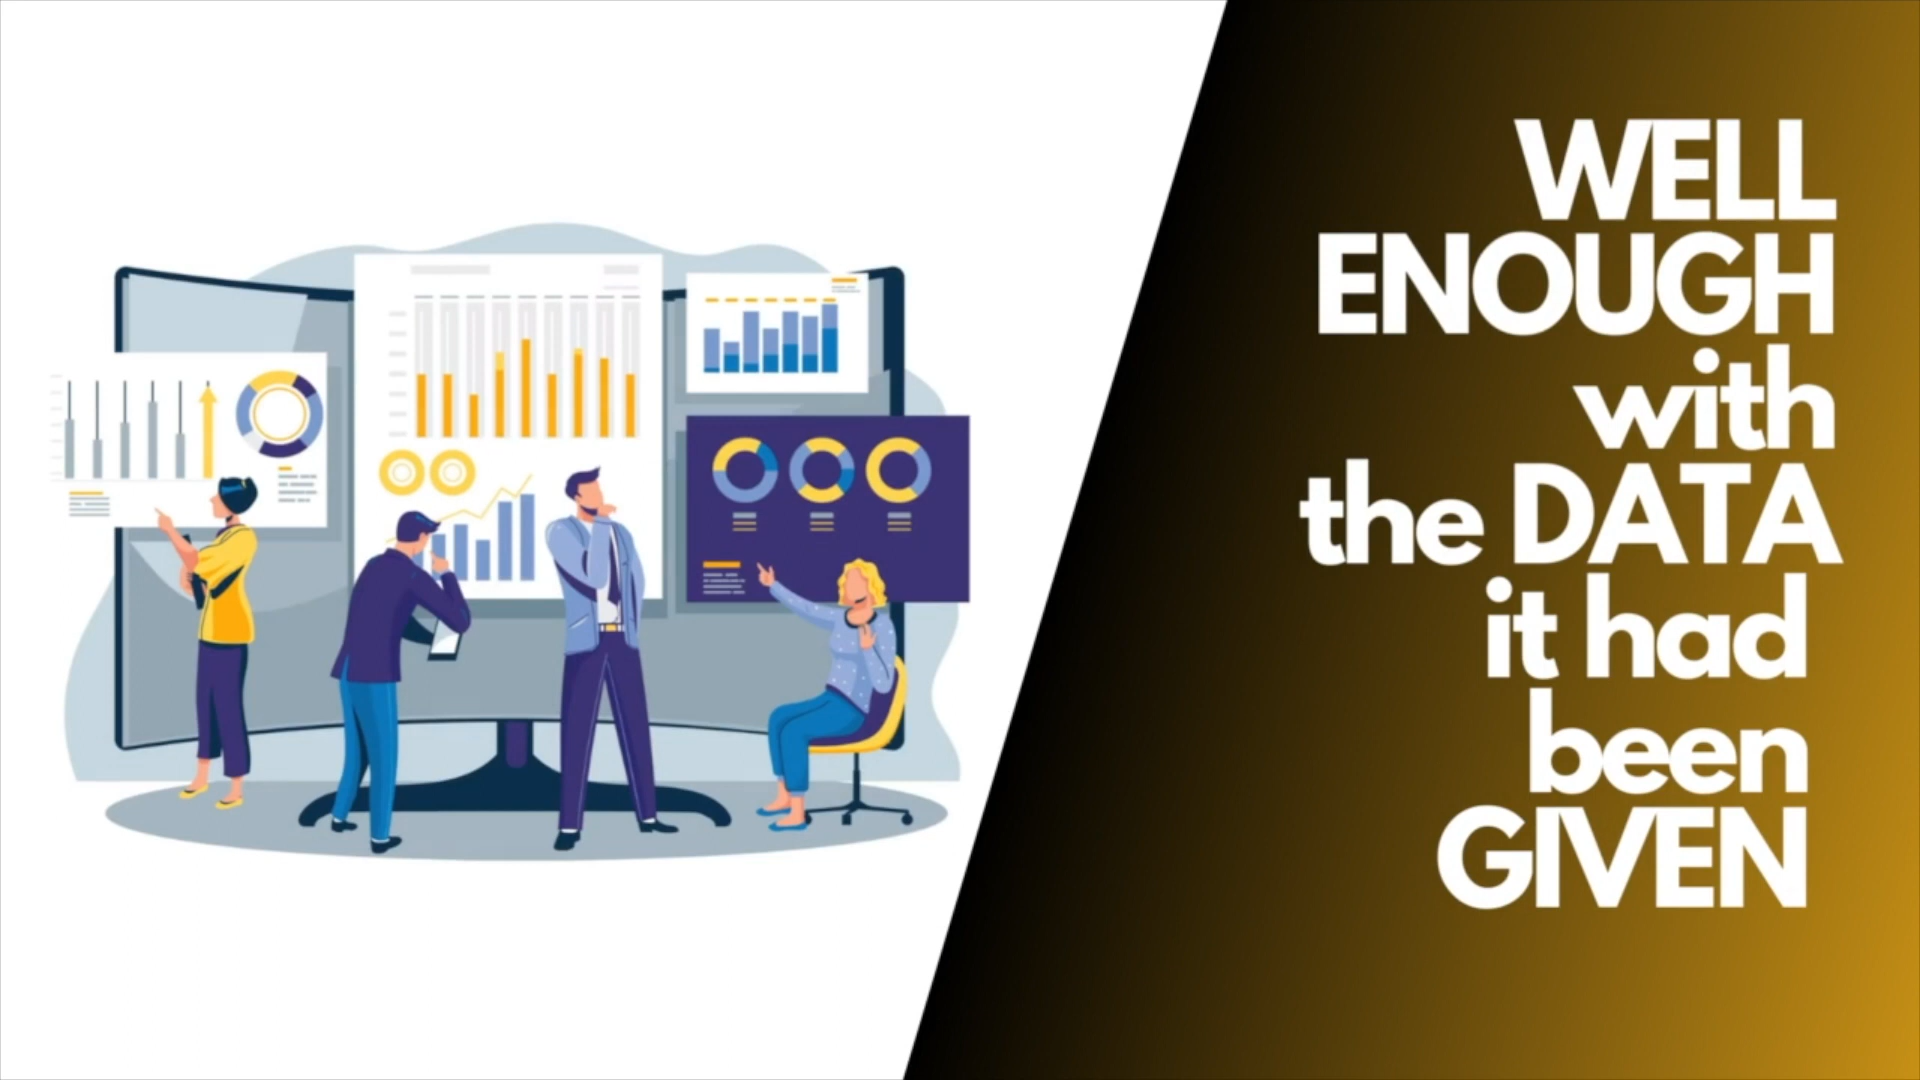 WELL
ENOUGH
with
the DATA
it had
been
GIVEN